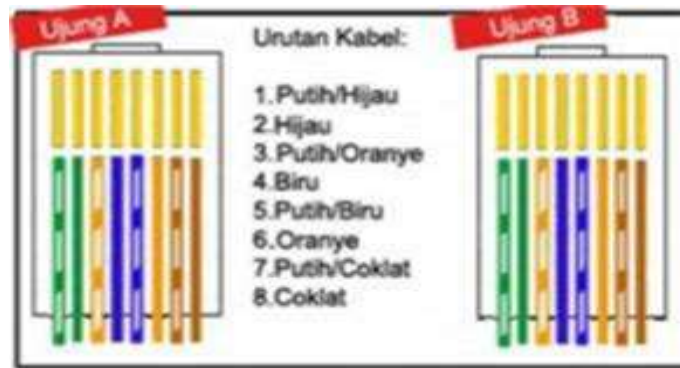 Ujung A
Urutan Kabel:
Ujung B
1.Putih/Hijau
2.Hijau
3.Putih/Oranye
4.Biru
5.Putih/Biru
6.Oranye
7.Putih/Coklat
8.Coklat